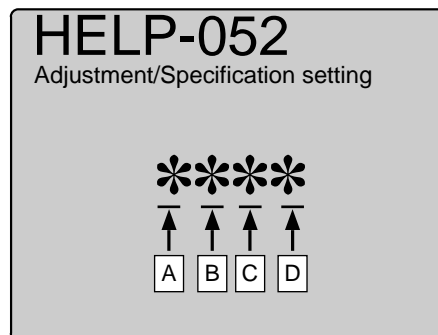 HELP-052
Adjustment/Specification setting
✲✲✲✲
A B C D